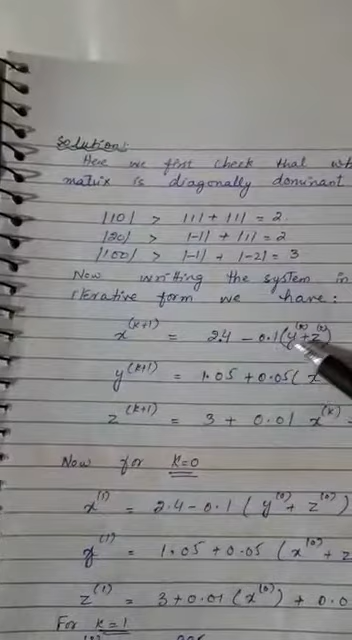 Solution:
Here we first check that
matrix is diagonally dominant
|10| > |1| + |1| = 2.
|20| > |-1| + |1| = 2
|100| > |-1| + |-2| = 3
Now writing the system in
iterative form we have:
x^(k+1) = 2.4 - 0.1(y^(k) + z^(k))
y^(k+1) = 1.05 + 0.05( x
z^(k+1) = 3 + 0.01 x^(k)
Now for k=0
x^(1) = 2.4 - 0.1 ( y^(0) + z^(0) )
y^(1) = 1.05 + 0.05 ( x^(0) + z
z^(1) = 3 + 0.01 ( x^(0) ) + 0.0
For k=1